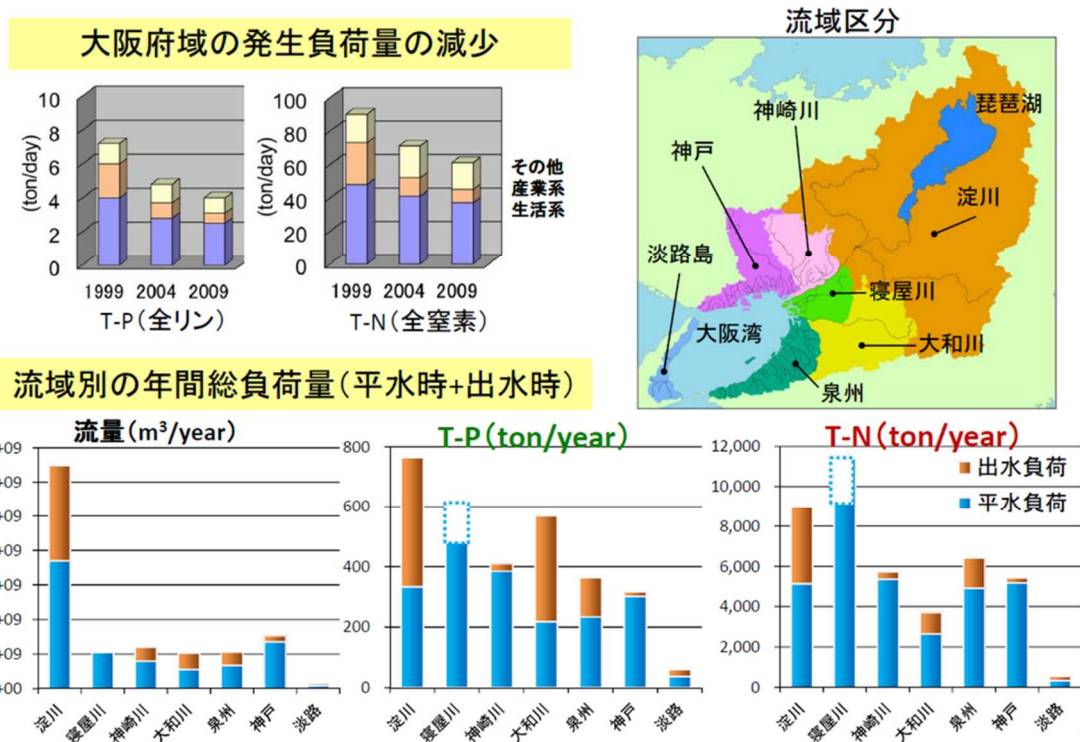 大阪府域の発生負荷量の減少
10
8
6
4
2
0
(ton/day)
1999 2004 2009
T-P(全リン)
100
80
60
40
20
0
(ton/day)
1999 2004 2009
T-N(全窒素)
その他
産業系
生活系
流域区分
琵琶湖
神崎川
神戸
淀川
淡路島
寝屋川
大阪湾
大和川
泉州
流域別の年間総負荷量(平水時+出水時)
流量(m³/year)
+09
+09
+09
+09
+09
+09
+09
+00
淀川
寝屋川
神崎川
大和川
泉州
神戸
淡路
T-P(ton/year)
800
600
400
200
0
淀川
寝屋川
神崎川
大和川
泉州
神戸
淡路
T-N(ton/year)
12,000
10,000
8,000
6,000
4,000
2,000
0
出水負荷
平水負荷
淀川
寝屋川
神崎川
大和川
泉州
神戸
淡路